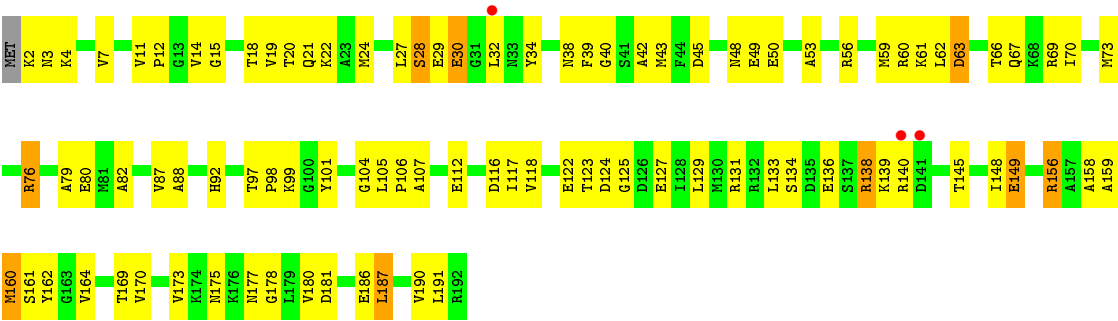 MET K2 N3 K4 V7 V11 P12 G13 V14 G15 T18 V19 T20 Q21 K22 A23 M24 L27 S28 E29 E30 G31 L32 N33 Y34 N38 F39 G40 S41 A42 M43 F44 D45 N48 E49 E50 A53 R56 M59 R60 K61 L62 D63 T66 Q67 K68 R69 I70 M73
R76 A79 E80 M81 A82 V87 A88 H92 T97 P98 K99 G100 Y101 G104 L105 P106 A107 E112 D116 I117 V118 E122 T123 D124 G125 D126 E127 I128 L129 M130 R131 R132 L133 S134 D135 E136 S137 R138 K139 R140 D141 T145 I148 E149 R156 A157 A158 A159
M160 S161 Y162 G163 V164 T169 V170 V173 K174 N175 K176 N177 G178 L179 V180 D181 E186 L187 V190 L191 R192